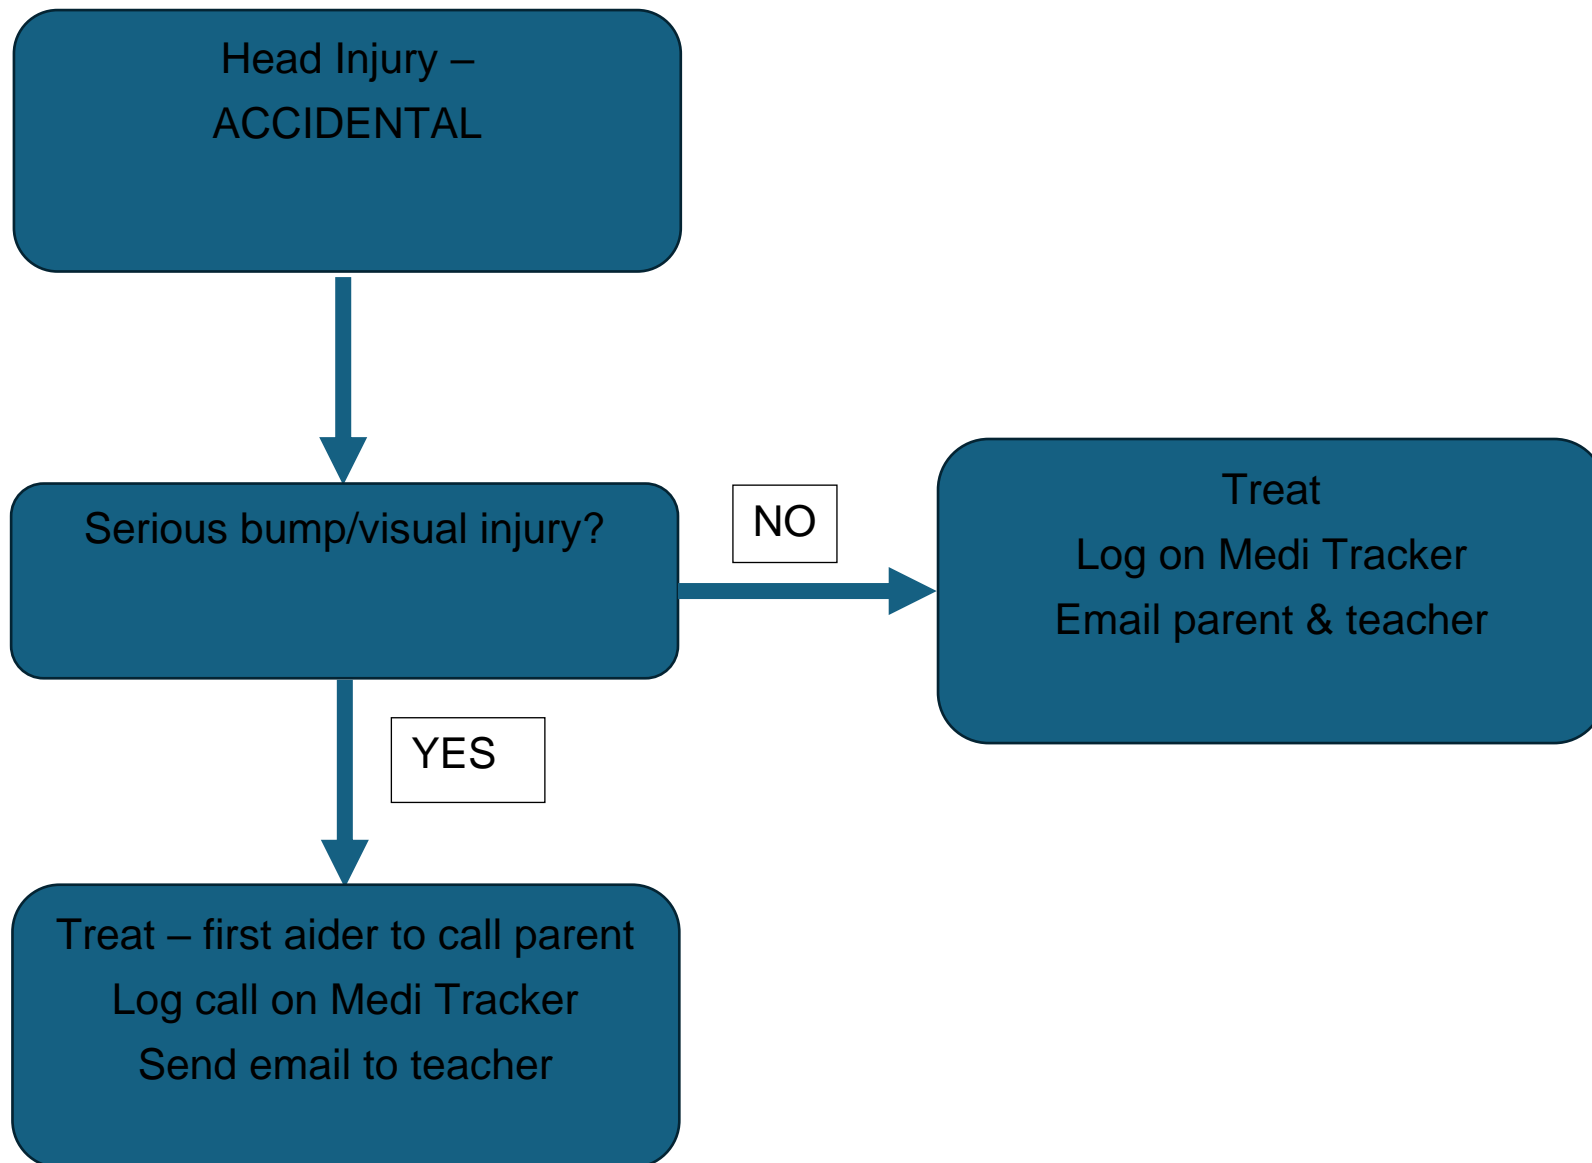 Head Injury –
ACCIDENTAL
Serious bump/visual injury?
NO
Treat
Log on Medi Tracker
Email parent & teacher
YES
Treat – first aider to call parent
Log call on Medi Tracker
Send email to teacher